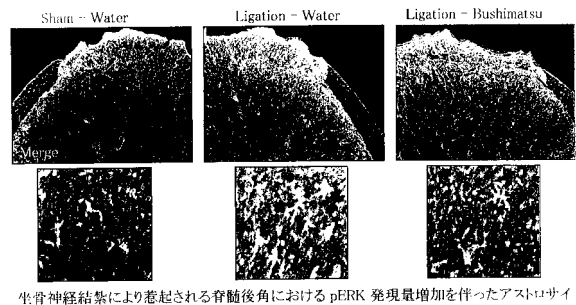 Sham - Water Ligation - Water Ligation - Bushimatsu
Merge
坐骨神経結紮により惹起される脊髄後角における pERK 発現量増加を伴ったアストロサイ